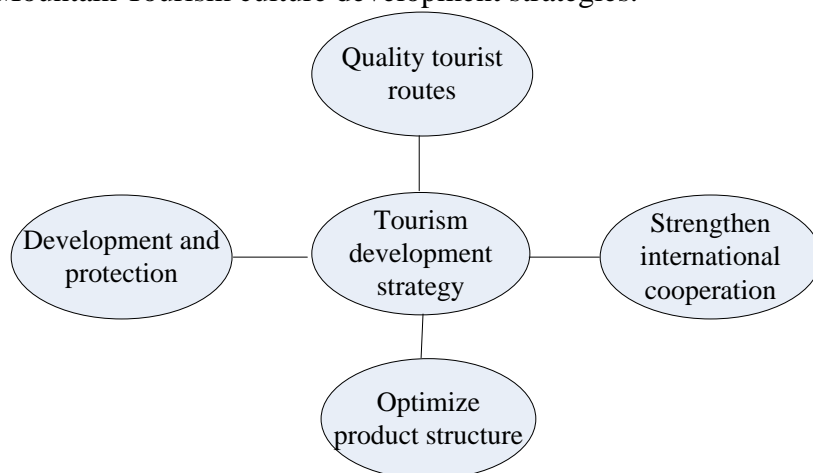 Mountain Tourism culture development strategies.
Quality tourist
routes
Development and
protection
Tourism
development
strategy
Strengthen
international
cooperation
Optimize
product structure